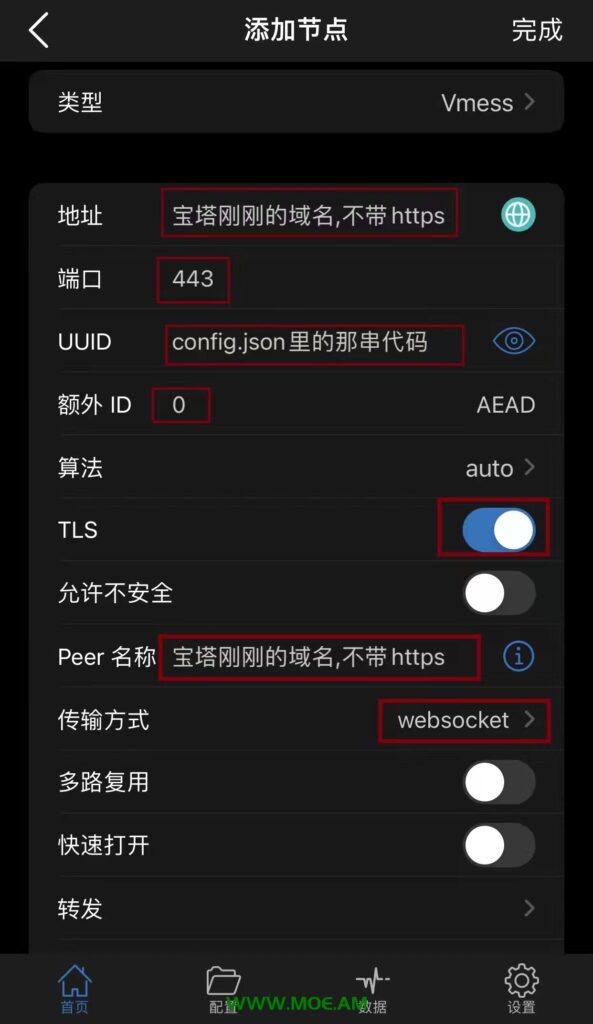 添加节点
完成
类型
Vmess
地址
宝塔刚刚的域名,不带https
端口
443
UUID
config.json里的那串代码
额外 ID
0
AEAD
算法
auto
TLS
允许不安全
Peer 名称
宝塔刚刚的域名,不带https
传输方式
websocket
多路复用
快速打开
转发
首页
配置
数据
设置
WWW.MOE.AM